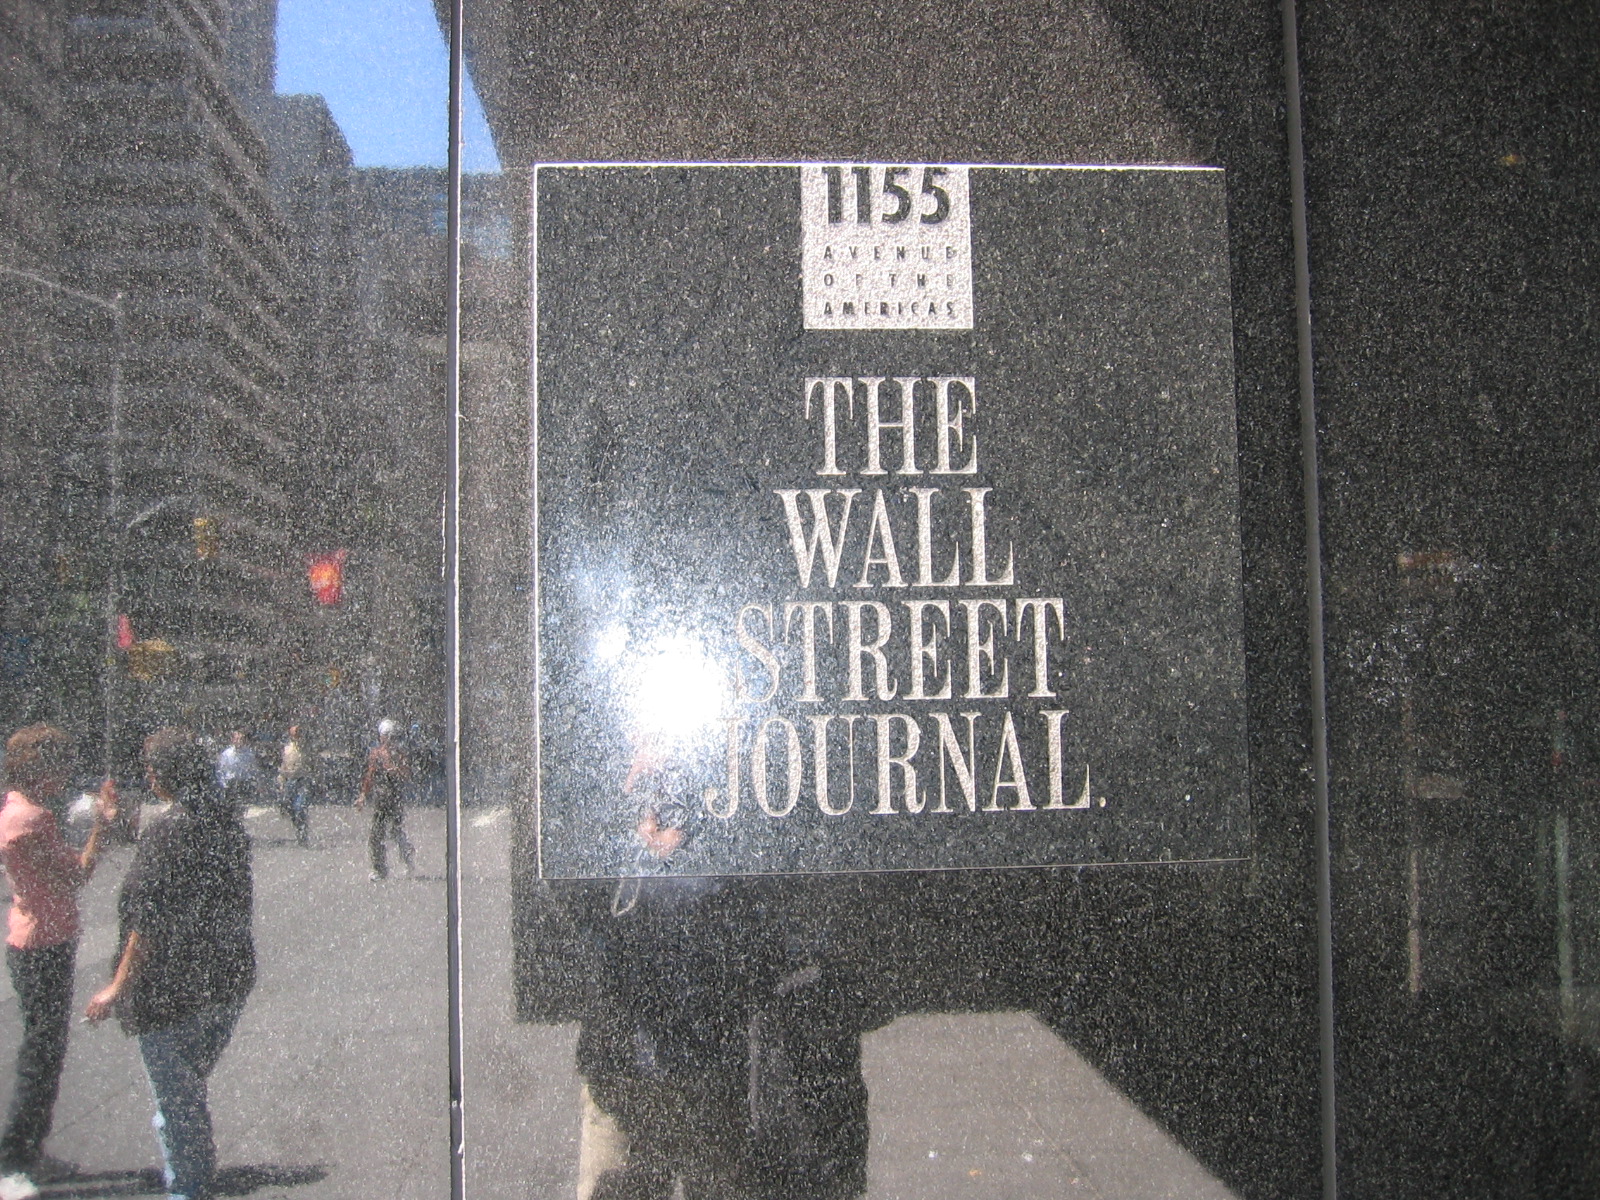 1155
AVENUE
OF THE
AMERICAS
THE
WALL
STREET
JOURNAL.